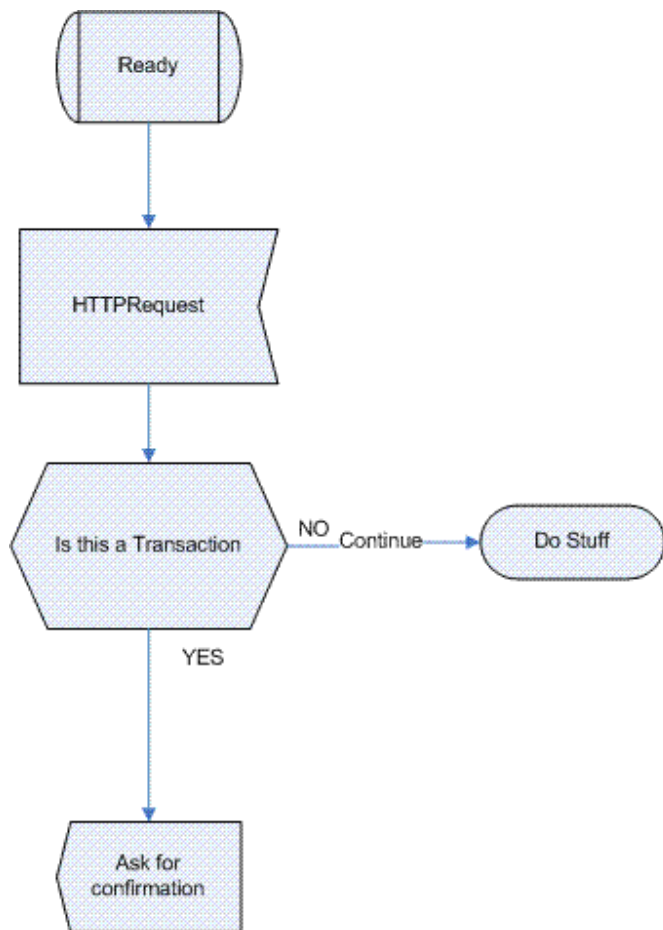 Ready
HTTPRequest
Is this a Transaction
NO
Continue
Do Stuff
YES
Ask for
confirmation